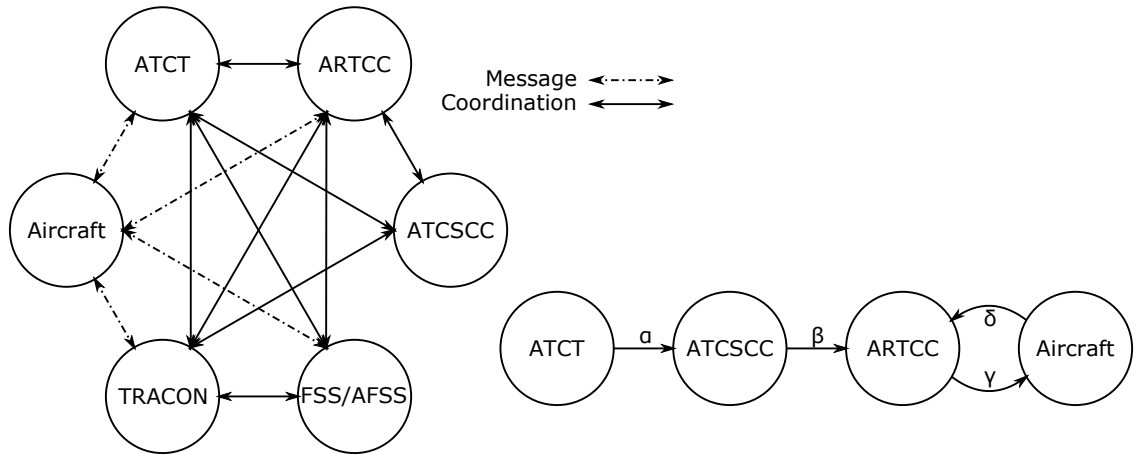 ATCT
ARTCC
Message
Coordination
Aircraft
ATCSCC
TRACON
FSS/AFSS
ATCT
α
ATCSCC
β
ARTCC
δ
γ
Aircraft